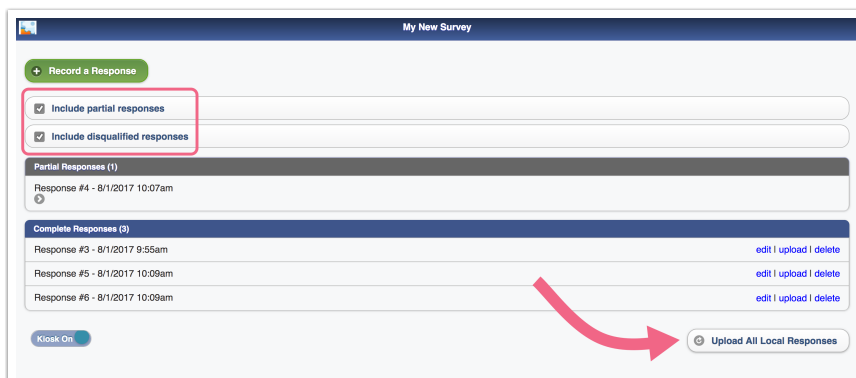 My New Survey
Record a Response
Include partial responses
Include disqualified responses
Partial Responses (1)
Response #4 - 8/1/2017 10:07am
Complete Responses (3)
Response #3 - 8/1/2017 9:55am edit | upload | delete
Response #5 - 8/1/2017 10:09am edit | upload | delete
Response #6 - 8/1/2017 10:09am edit | upload | delete
Kiosk On Upload All Local Responses